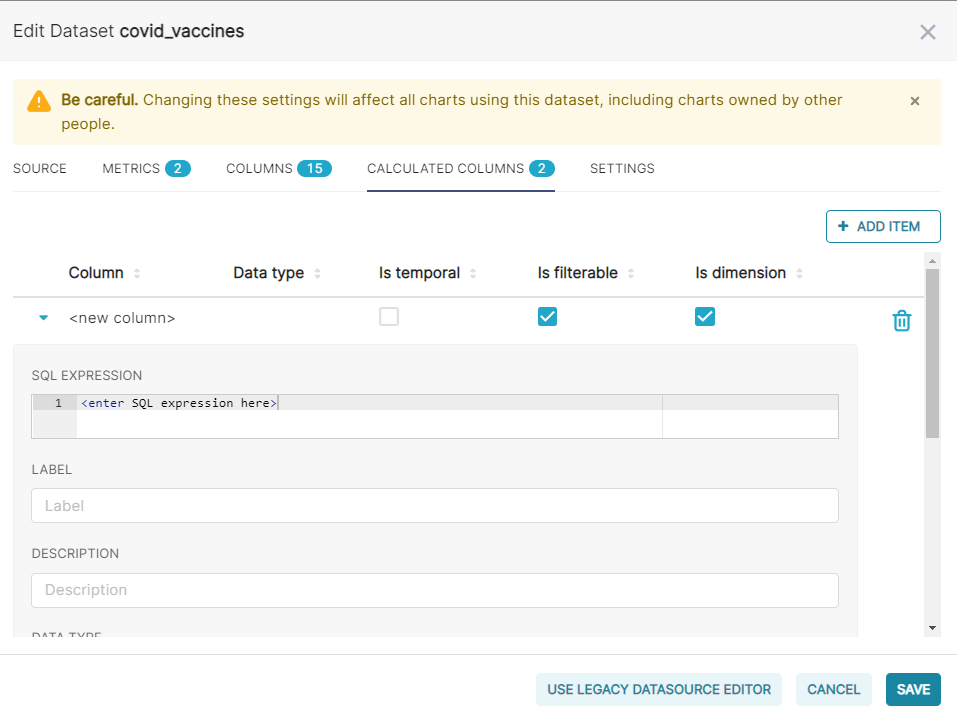 Edit Dataset covid_vaccines
Be careful. Changing these settings will affect all charts using this dataset, including charts owned by other
people.
SOURCE METRICS 2 COLUMNS 15 CALCULATED COLUMNS 2 SETTINGS
+ ADD ITEM
Column Data type Is temporal Is filterable Is dimension
<new column>
SQL EXPRESSION
1 <enter SQL expression here>
LABEL
Label
DESCRIPTION
Description
DATA TYPE
USE LEGACY DATASOURCE EDITOR CANCEL SAVE